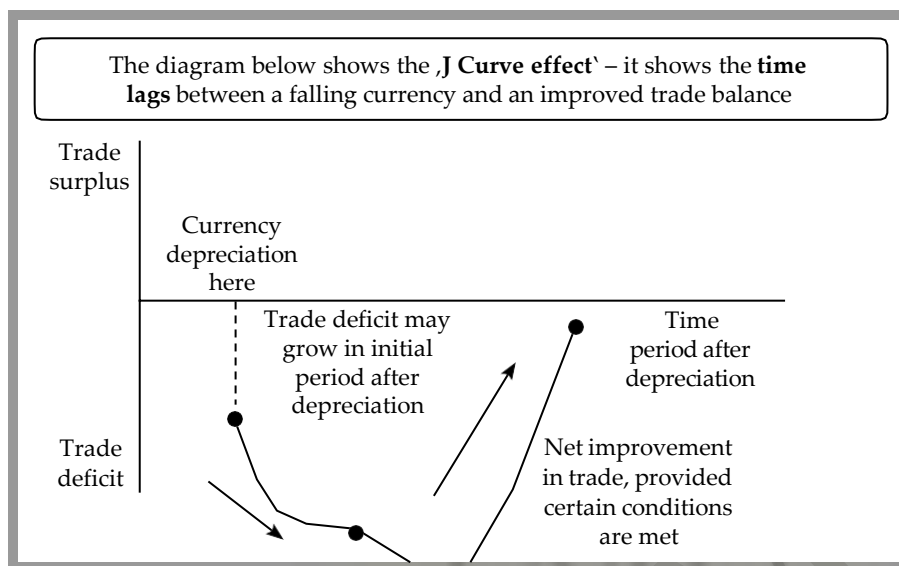 The diagram below shows the ‚J Curve effect‘ – it shows the time
lags between a falling currency and an improved trade balance
Trade
surplus
Currency
depreciation
here
Trade deficit may
grow in initial
period after
depreciation
Time
period after
depreciation
Trade
deficit
Net improvement
in trade, provided
certain conditions
are met